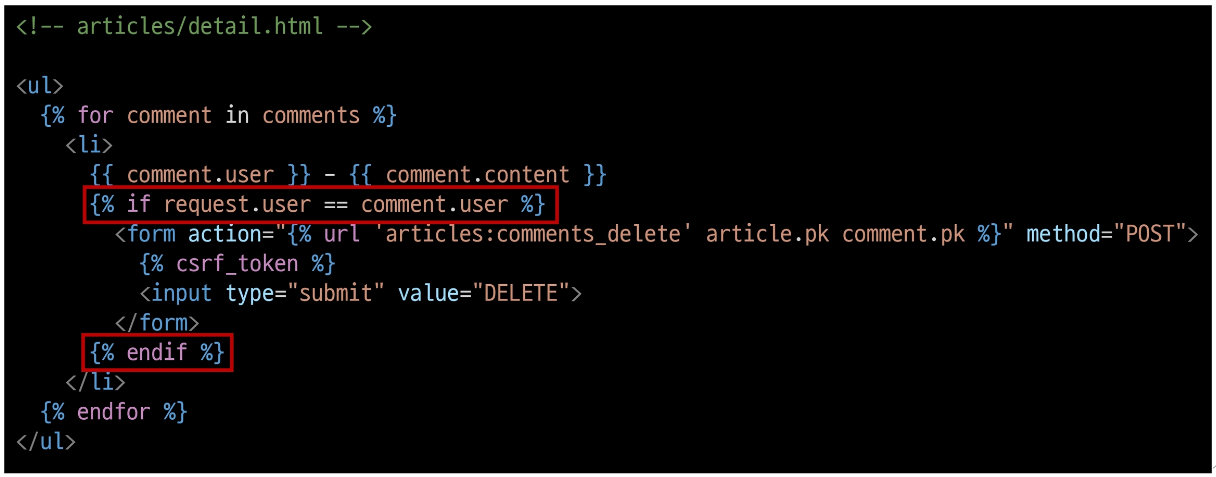 <!-- articles/detail.html -->
<ul>
{% for comment in comments %}
<li>
{{ comment.user }} - {{ comment.content }}
{% if request.user == comment.user %}
<form action="{% url 'articles:comments_delete' article.pk comment.pk %}" method="POST">
{% csrf_token %}
<input type="submit" value="DELETE">
</form>
{% endif %}
</li>
{% endfor %}
</ul>